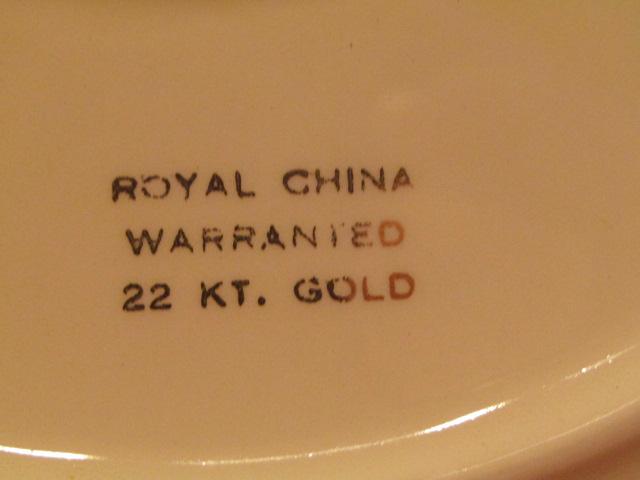 ROYAL CHINA
WARRANTED
22 KT. GOLD